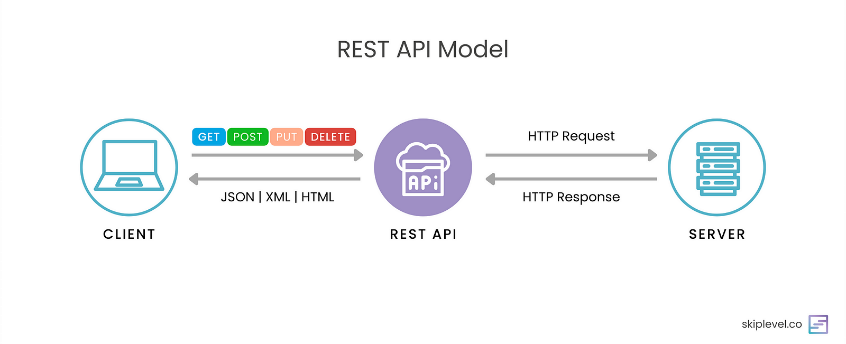 REST API Model
GET POST PUT DELETE
HTTP Request
API
JSON | XML | HTML
HTTP Response
CLIENT
REST API
SERVER
skiplevel.co